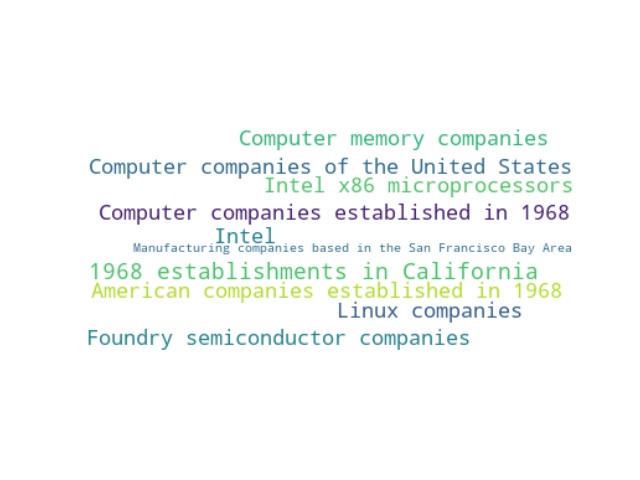 Computer memory companies
Computer companies of the United States
Intel x86 microprocessors
Computer companies established in 1968
Intel
Manufacturing companies based in the San Francisco Bay Area
1968 establishments in California
American companies established in 1968
Linux companies
Foundry semiconductor companies